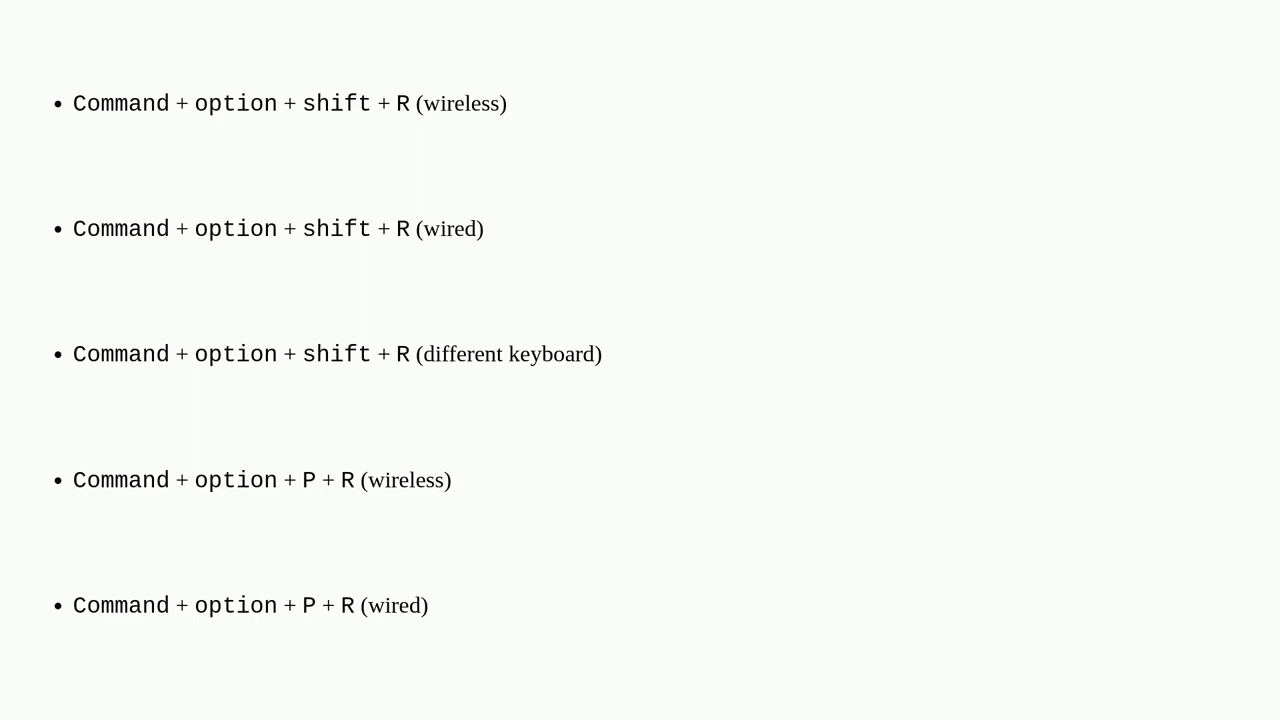 • Command + option + shift + R (wireless)
• Command + option + shift + R (wired)
• Command + option + shift + R (different keyboard)
• Command + option + P + R (wireless)
• Command + option + P + R (wired)